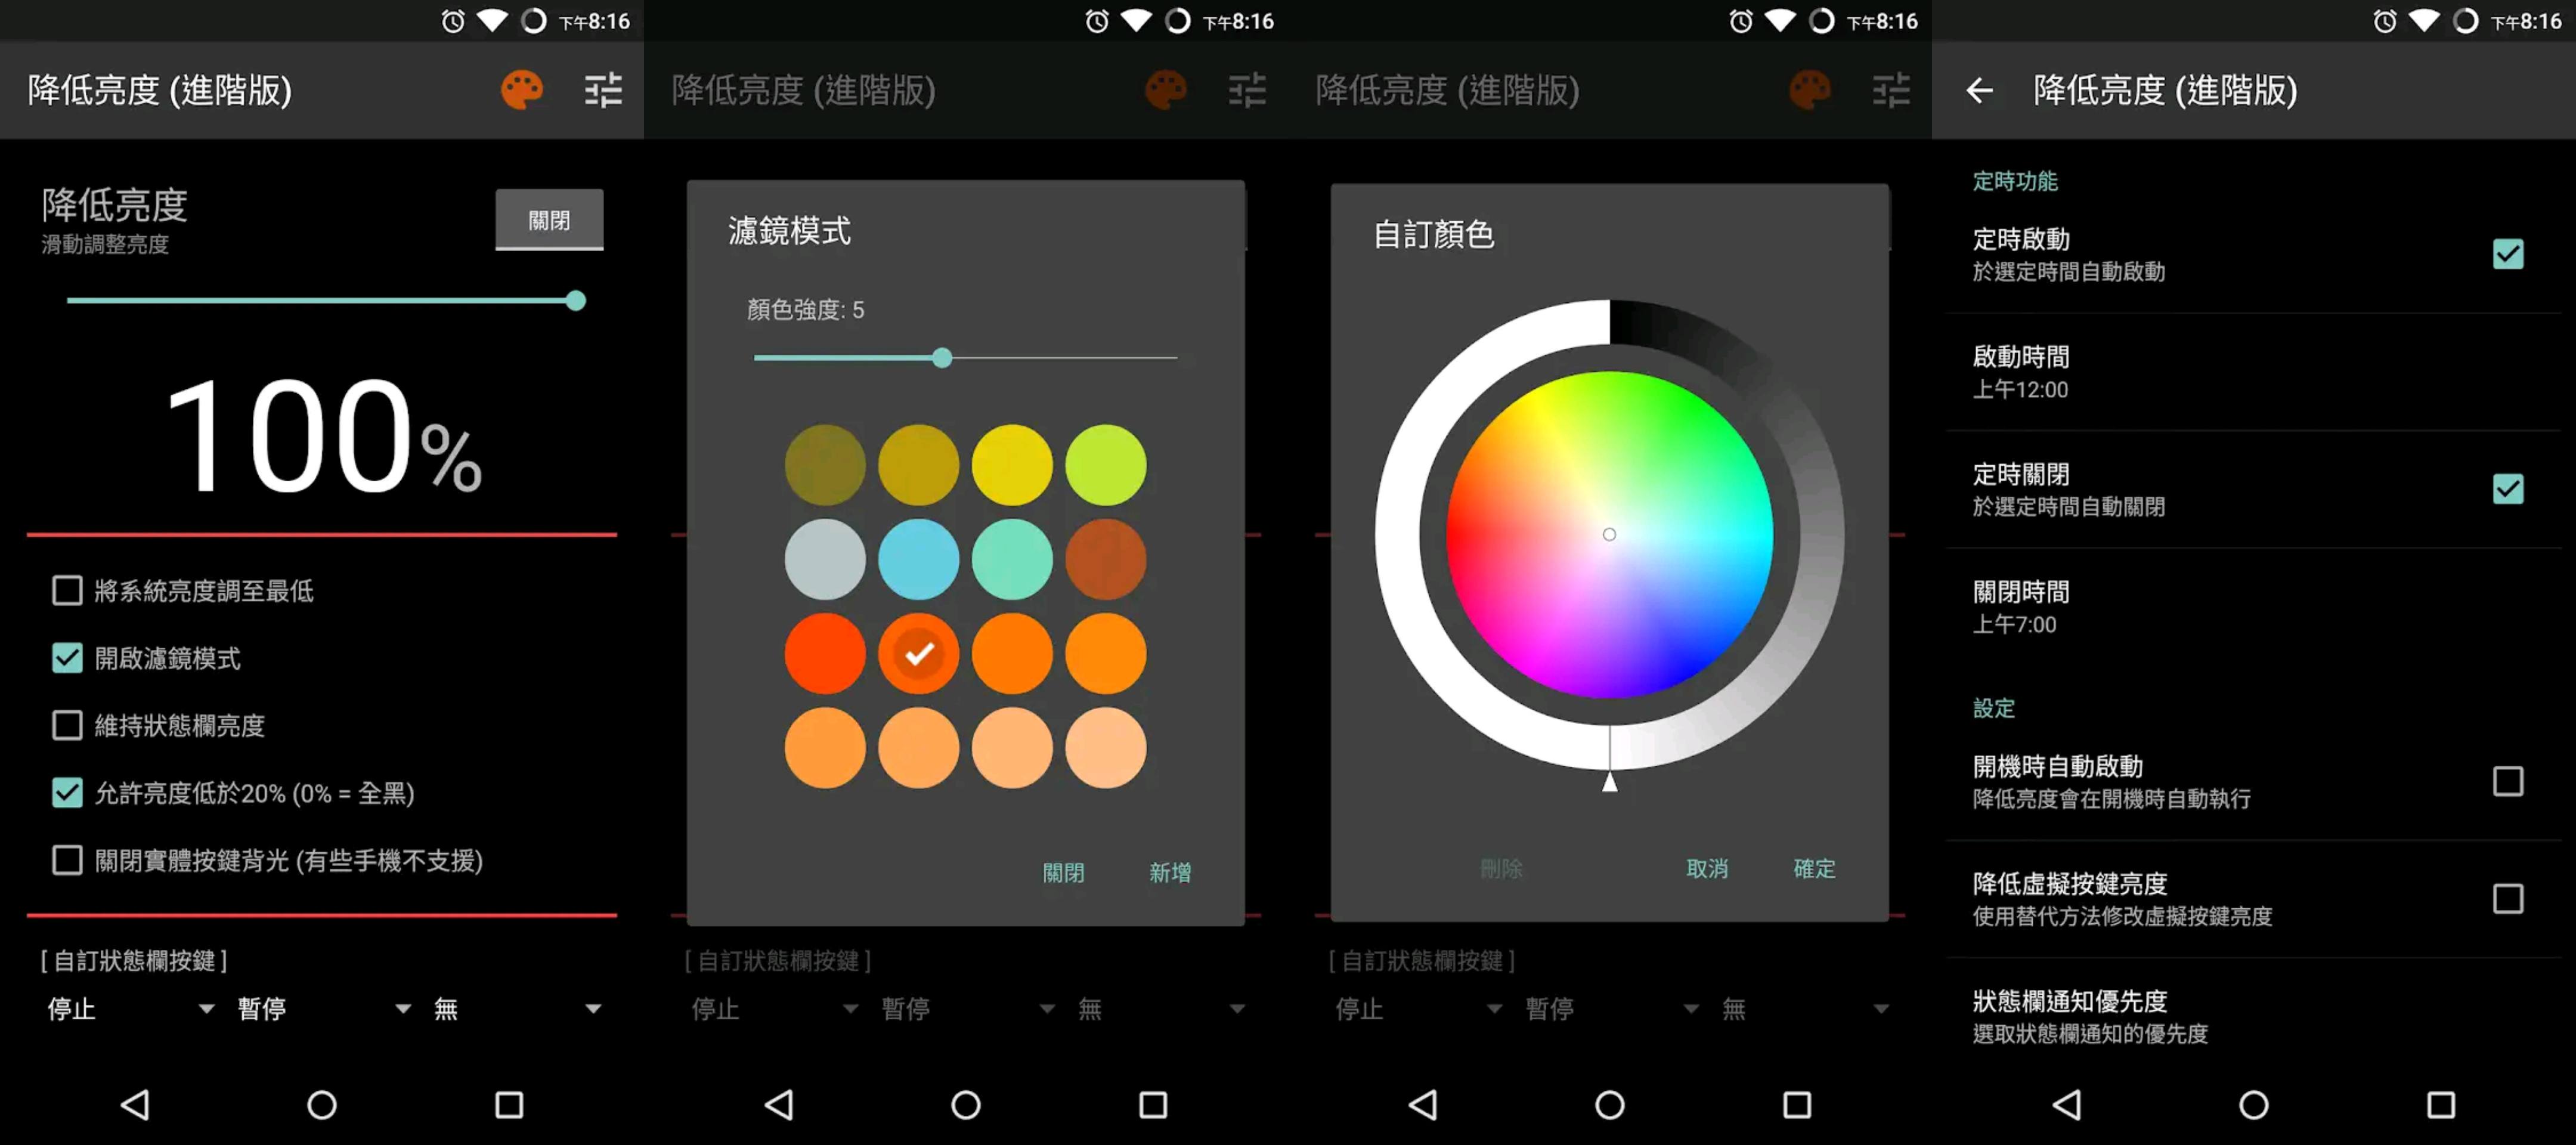 下午8:16
降低亮度 (進階版)
降低亮度
滑動調整亮度
關閉
100%
將系統亮度調至最低
開啟濾鏡模式
維持狀態欄亮度
允許亮度低於20% (0% = 全黑)
關閉實體按鍵背光 (有些手機不支援)
[ 自訂狀態欄按鍵 ]
停止 暫停 無
下午8:16
降低亮度 (進階版)
濾鏡模式
顏色強度: 5
關閉 新增
[ 自訂狀態欄按鍵 ]
停止 暫停 無
下午8:16
降低亮度 (進階版)
自訂顏色
刪除 取消 確定
[ 自訂狀態欄按鍵 ]
停止 暫停 無
下午8:16
降低亮度 (進階版)
定時功能
定時啟動
於選定時間自動啟動
啟動時間
上午12:00
定時關閉
於選定時間自動關閉
關閉時間
上午7:00
設定
開機時自動啟動
降低亮度會在開機時自動執行
降低虛擬按鍵亮度
使用替代方法修改虛擬按鍵亮度
狀態欄通知優先度
選取狀態欄通知的優先度